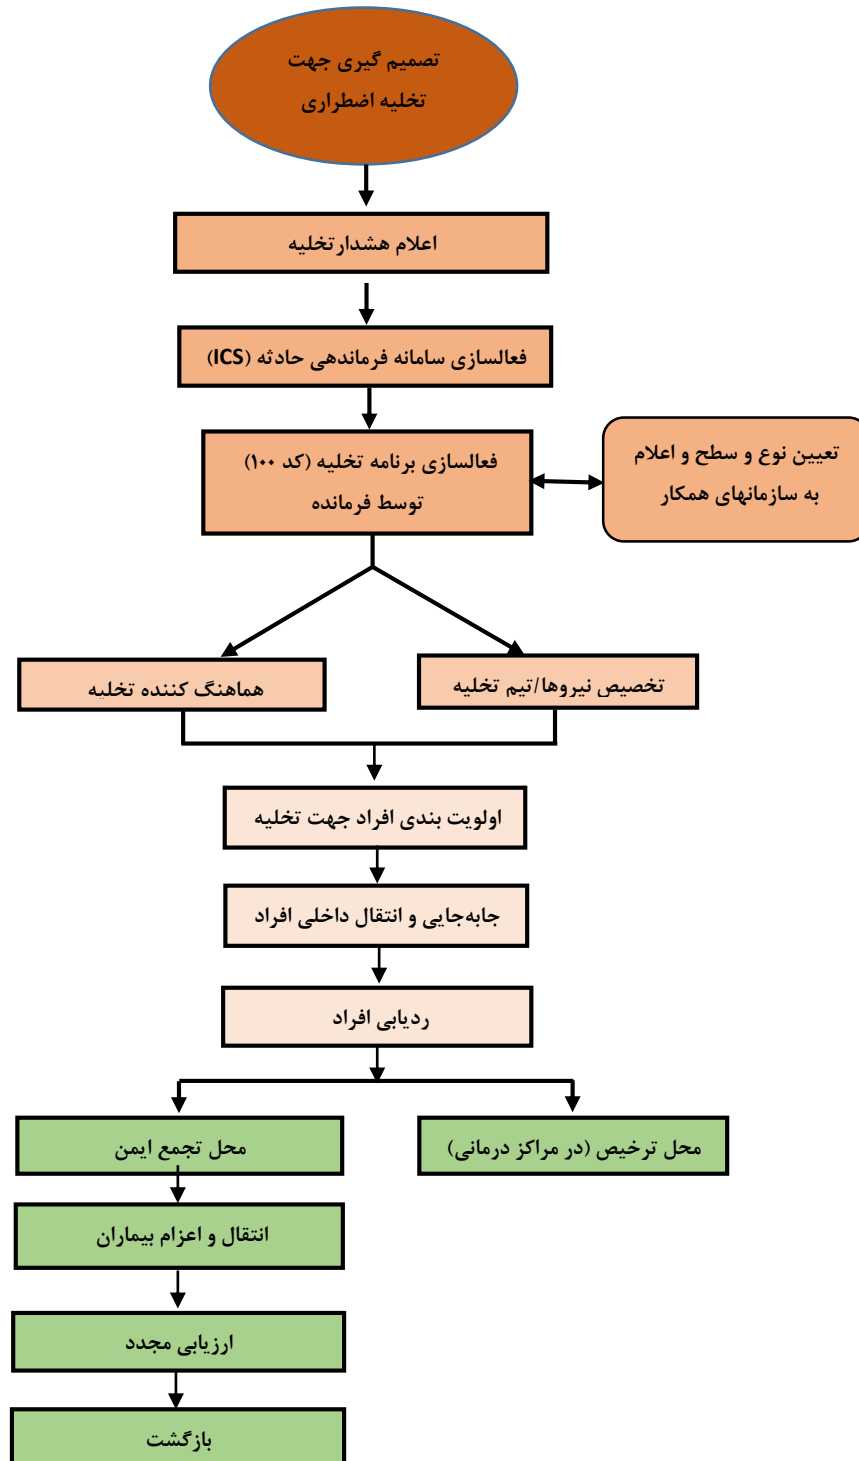 تصمیم گیری جهت
تخلیه اضطراری
اعلام هشدارتخلیه
فعالسازی سامانه فرماندهی حادثه (ICS)
فعالسازی برنامه تخلیه (کد ۱۰۰)
توسط فرمانده
تعیین نوع و سطح و اعلام
به سازمانهای همکار
تخصیص نیروها/تیم تخلیه
هماهنگ کننده تخلیه
اولویت بندی افراد جهت تخلیه
جابه‌جایی و انتقال داخلی افراد
ردیابی افراد
محل ترخیص (در مراکز درمانی)
محل تجمع ایمن
انتقال و اعزام بیماران
ارزیابی مجدد
بازگشت